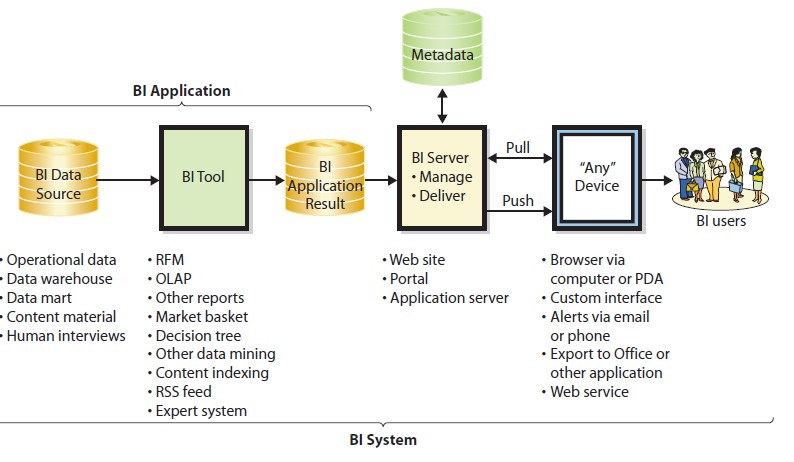 Metadata
BI Application
BI Data
Source
BI Tool
BI
Application
Result
BI Server
• Manage
• Deliver
Pull
Push
“Any”
Device
BI users
• Operational data
• Data warehouse
• Data mart
• Content material
• Human interviews
• RFM
• OLAP
• Other reports
• Market basket
• Decision tree
• Other data mining
• Content indexing
• RSS feed
• Expert system
• Web site
• Portal
• Application server
• Browser via
computer or PDA
• Custom interface
• Alerts via email
or phone
• Export to Office or
other application
• Web service
BI System